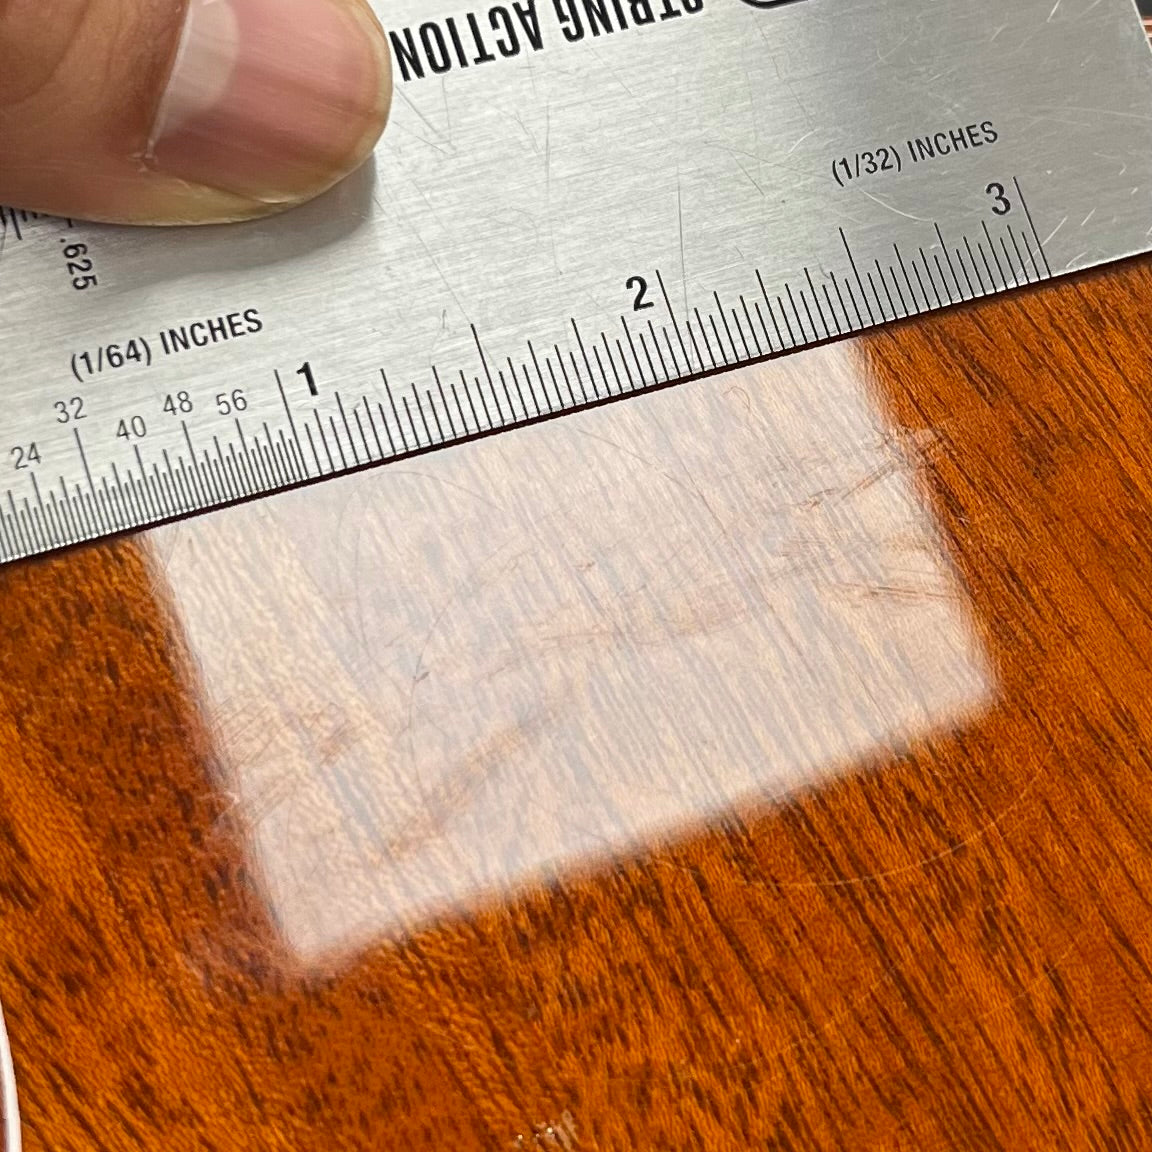 STRING ACTION
(1/32) INCHES
3
.625
2
(1/64) INCHES
1
24 32 40 48 56